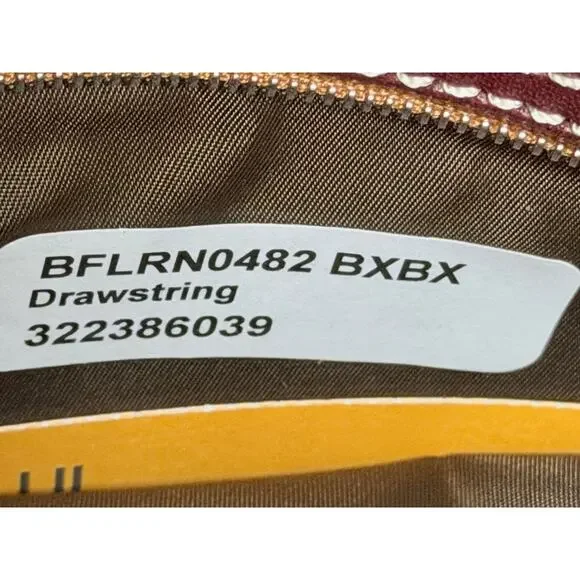 BFLRN0482 BXBX
Drawstring
322386039